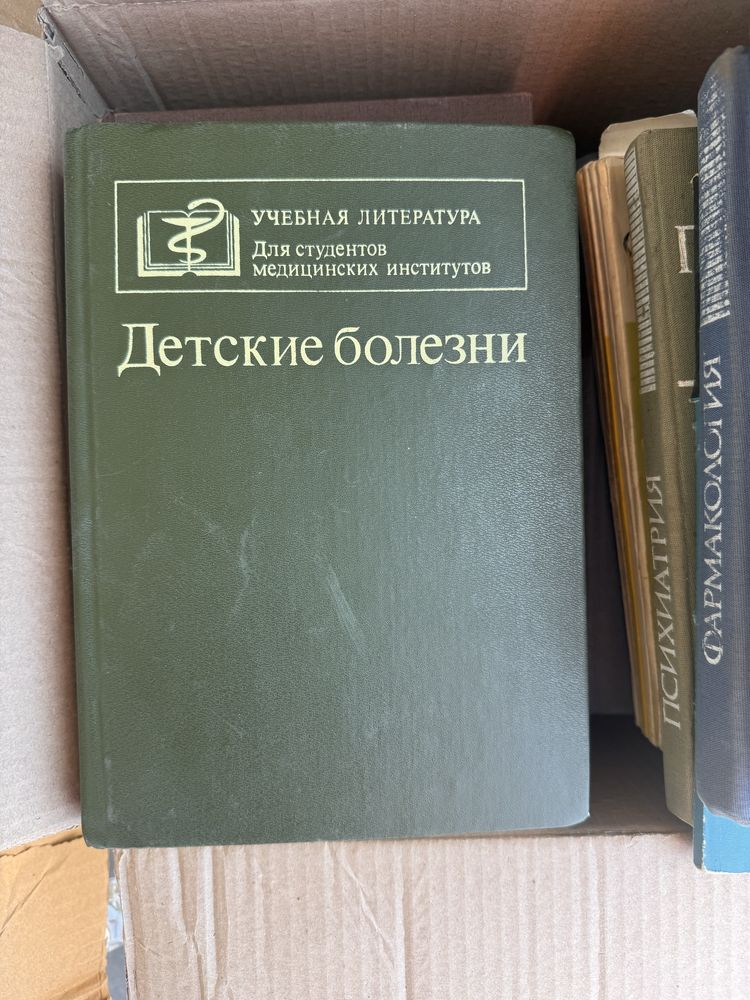 УЧЕБНАЯ ЛИТЕРАТУРА
Для студентов
медицинских институтов
Детские болезни
ПСИХИАТРИЯ
ФАРМАКОЛОГИЯ